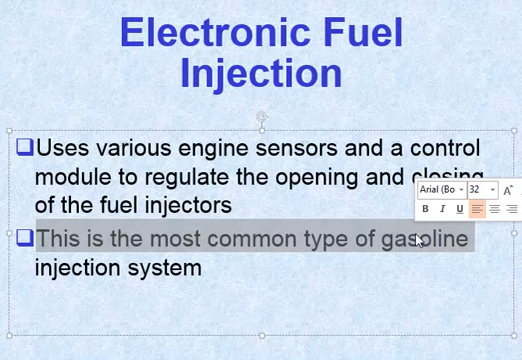 Electronic Fuel
Injection
Uses various engine sensors and a control
module to regulate the opening and closing
of the fuel injectors
Arial (Bo 32 A
B I U
This is the most common type of gasoline
injection system